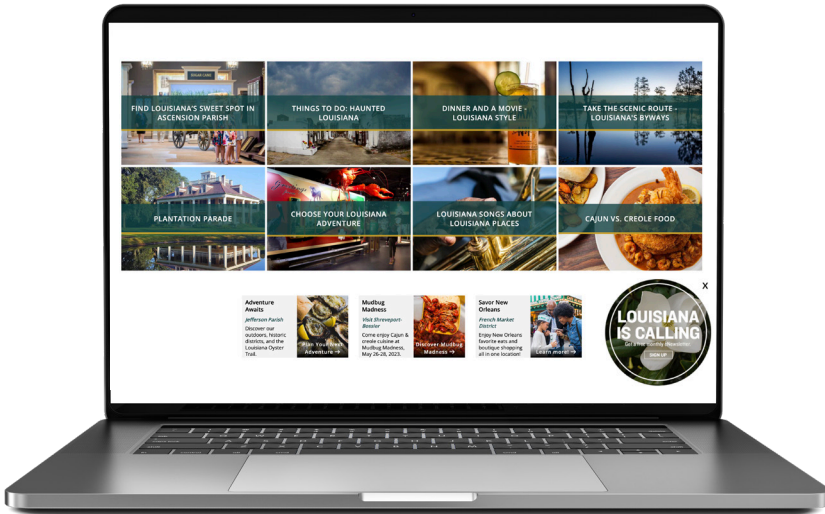 FIND LOUISIANA'S SWEET SPOT IN
ASCENSION PARISH
THINGS TO DO: HAUNTED
LOUISIANA
DINNER AND A MOVIE -
LOUISIANA STYLE
TAKE THE SCENIC ROUTE -
LOUISIANA'S BYWAYS
PLANTATION PARADE
CHOOSE YOUR LOUISIANA
ADVENTURE
LOUISIANA SONGS ABOUT
LOUISIANA PLACES
CAJUN VS. CREOLE FOOD
Adventure
Awaits
Jefferson Parish
Discover our
outdoors, historic
districts, and the
Louisiana Oyster
Trail.
Plan Your Next
Adventure →
Mudbug
Madness
Visit Shreveport-
Bossier
Come enjoy Cajun &
creole cuisine at
Mudbug Madness,
May 26-28, 2023.
Discover Mudbug
Madness →
Savor New
Orleans
French Market
District
Enjoy New Orleans
favorite eats and
boutique shopping
all in one location!
Learn more! →
X
LOUISIANA
IS CALLING
Get a free monthly eNewsletter!
SIGN UP